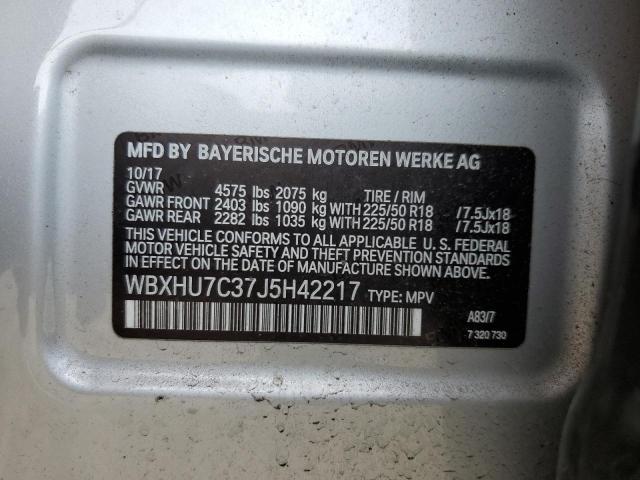 MFD BY BAYERISCHE MOTOREN WERKE AG
10/17
GVWR 4575 lbs 2075 kg TIRE / RIM
GAWR FRONT 2403 lbs 1090 kg WITH 225/50 R18 /7.5Jx18
GAWR REAR 2282 lbs 1035 kg WITH 225/50 R18 /7.5Jx18
THIS VEHICLE CONFORMS TO ALL APPLICABLE U. S. FEDERAL
MOTOR VEHICLE SAFETY AND THEFT PREVENTION STANDARDS
IN EFFECT ON THE DATE OF MANUFACTURE SHOWN ABOVE.
WBXHU7C37J5H42217 TYPE: MPV
A83/7
7 320 730